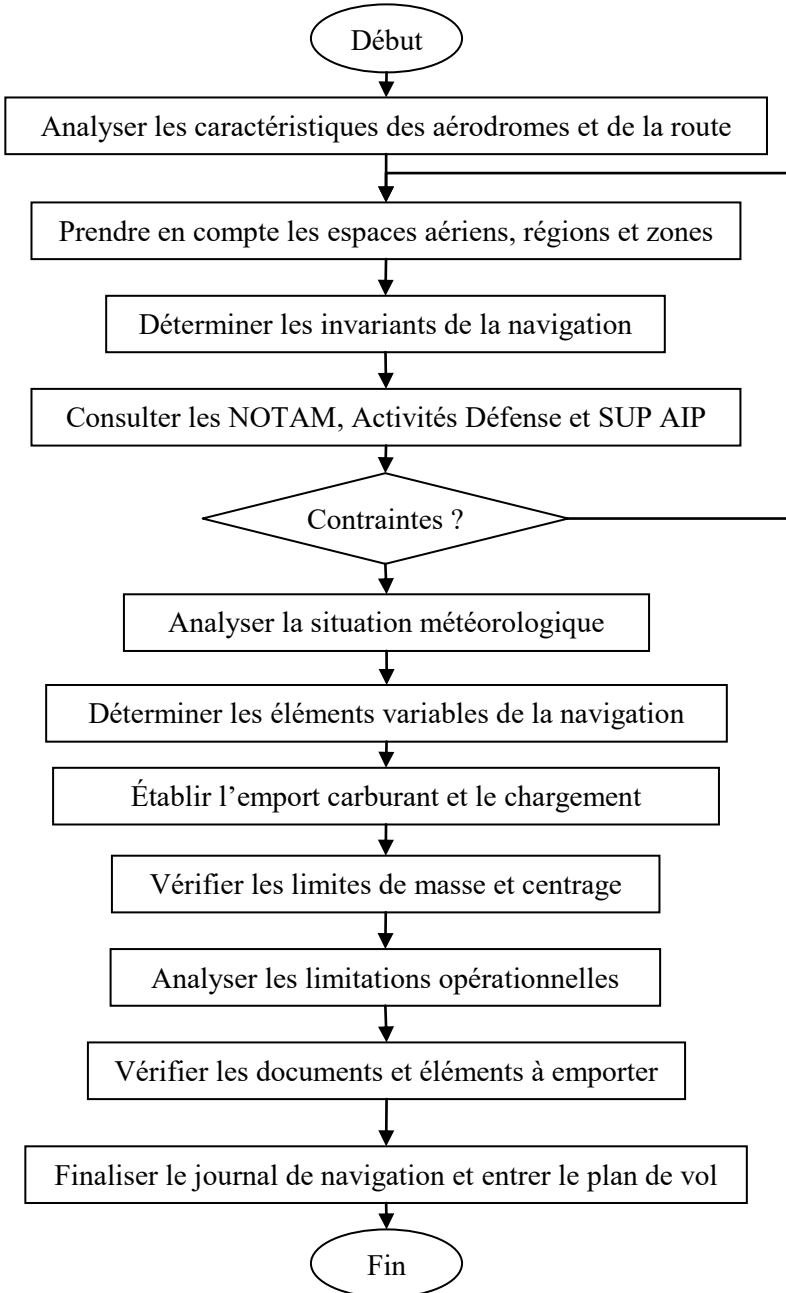 Début
Analyser les caractéristiques des aérodromes et de la route
Prendre en compte les espaces aériens, régions et zones
Déterminer les invariants de la navigation
Consulter les NOTAM, Activités Défense et SUP AIP
Contraintes ?
Analyser la situation météorologique
Déterminer les éléments variables de la navigation
Établir l’emport carburant et le chargement
Vérifier les limites de masse et centrage
Analyser les limitations opérationnelles
Vérifier les documents et éléments à emporter
Finaliser le journal de navigation et entrer le plan de vol
Fin